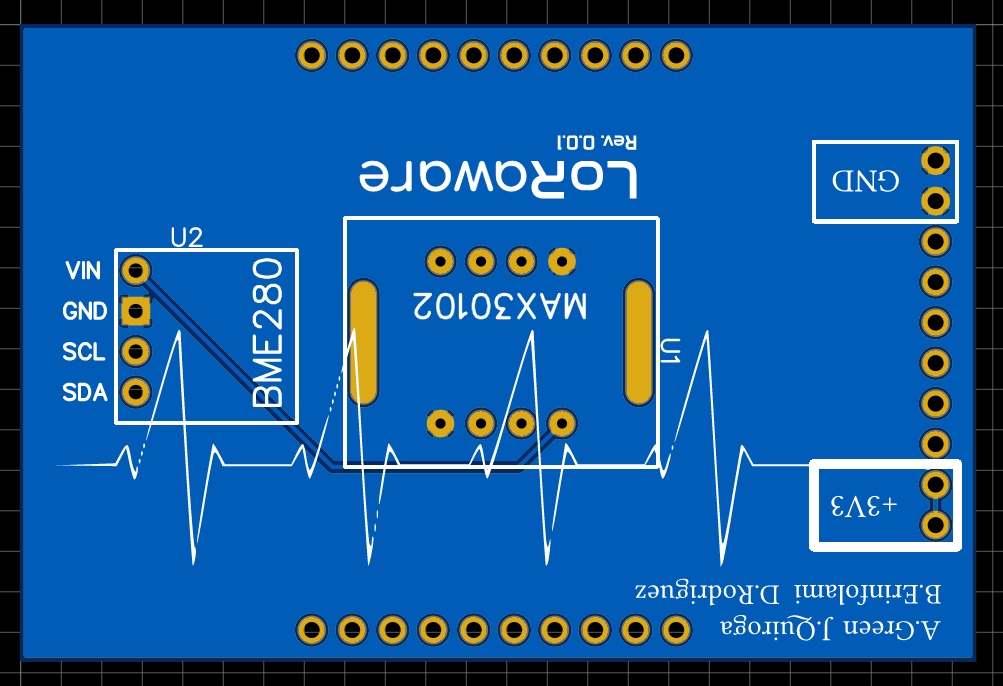 Rev. 0.0.1
LoRaware
GND
U2
VIN
GND
SCL
SDA
BME280
MAX30102
U1
+3V3
A.Green J.Quiroga
B.Erinfolami D.Rodriguez